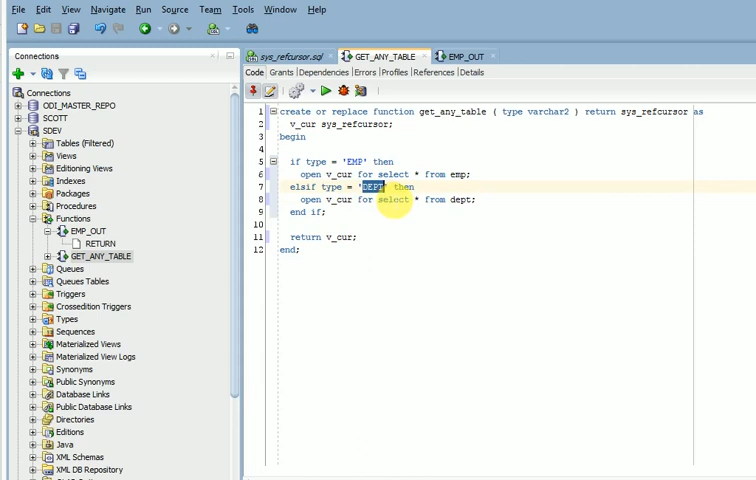 File Edit View Navigate Run Source Team Tools Window Help
Connections
Connections
ODI_MASTER_REPO
SCOTT
SDEV
Tables (Filtered)
Views
Editioning Views
Indexes
Packages
Procedures
Functions
EMP_OUT
RETURN
GET_ANY_TABLE
Queues
Queues Tables
Triggers
Crossedition Triggers
Types
Sequences
Materialized Views
Materialized View Logs
Synonyms
Public Synonyms
Database Links
Public Database Links
Directories
Editions
Java
XML Schemas
XML DB Repository
sys_refcursor.sql GET_ANY_TABLE EMP_OUT
Code Grants Dependencies Errors Profiles References Details
1 create or replace function get_any_table ( type varchar2 ) return sys_refcursor as
2 v_cur sys_refcursor;
3 begin
5 if type = 'EMP' then
6 open v_cur for select * from emp;
7 elsif type = 'DEPT' then
8 open v_cur for select * from dept;
9 end if;
10
11 return v_cur;
12 end;